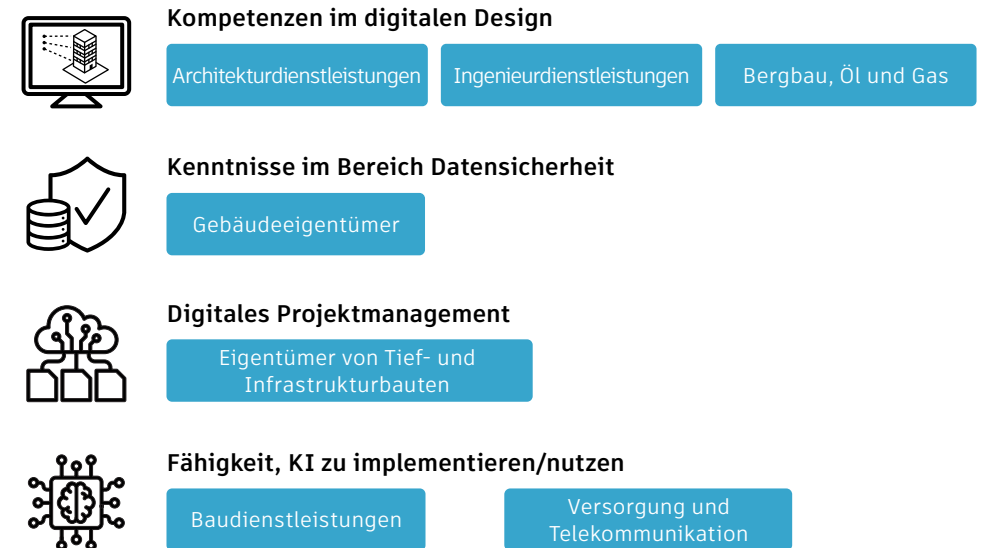 Kompetenzen im digitalen Design
Architekturdienstleistungen
Ingenieurdienstleistungen
Bergbau, Öl und Gas
Kenntnisse im Bereich Datensicherheit
Gebäudeeigentümer
Digitales Projektmanagement
Eigentümer von Tief- und
Infrastrukturbauten
Fähigkeit, KI zu implementieren/nutzen
Baudienstleistungen
Versorgung und
Telekommunikation